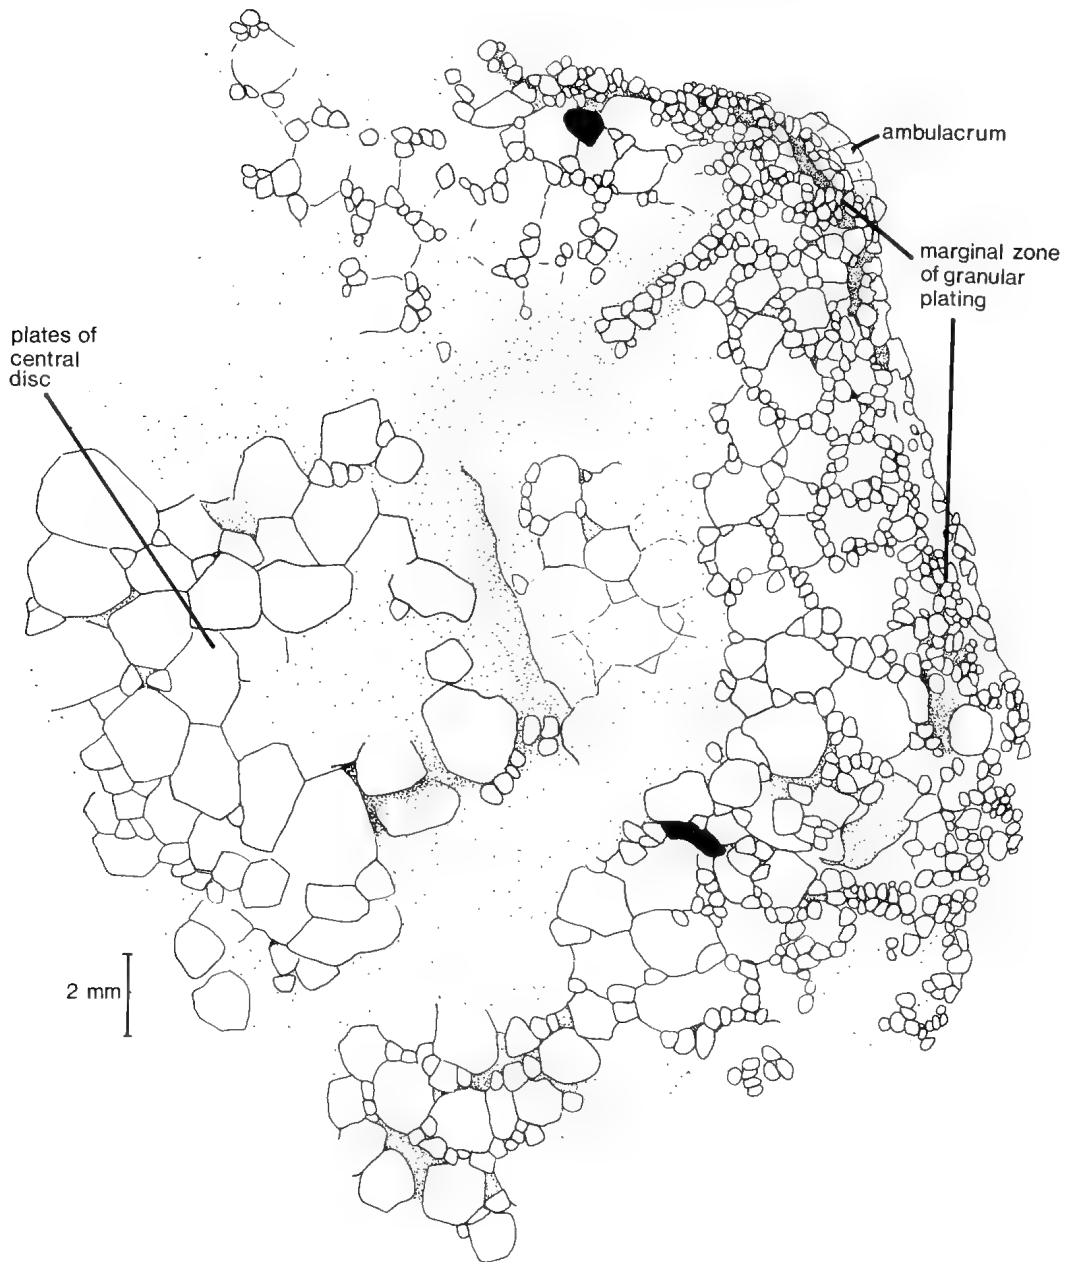 ambulacrum
marginal zone
of granular
plating
plates of
central
disc
2 mm